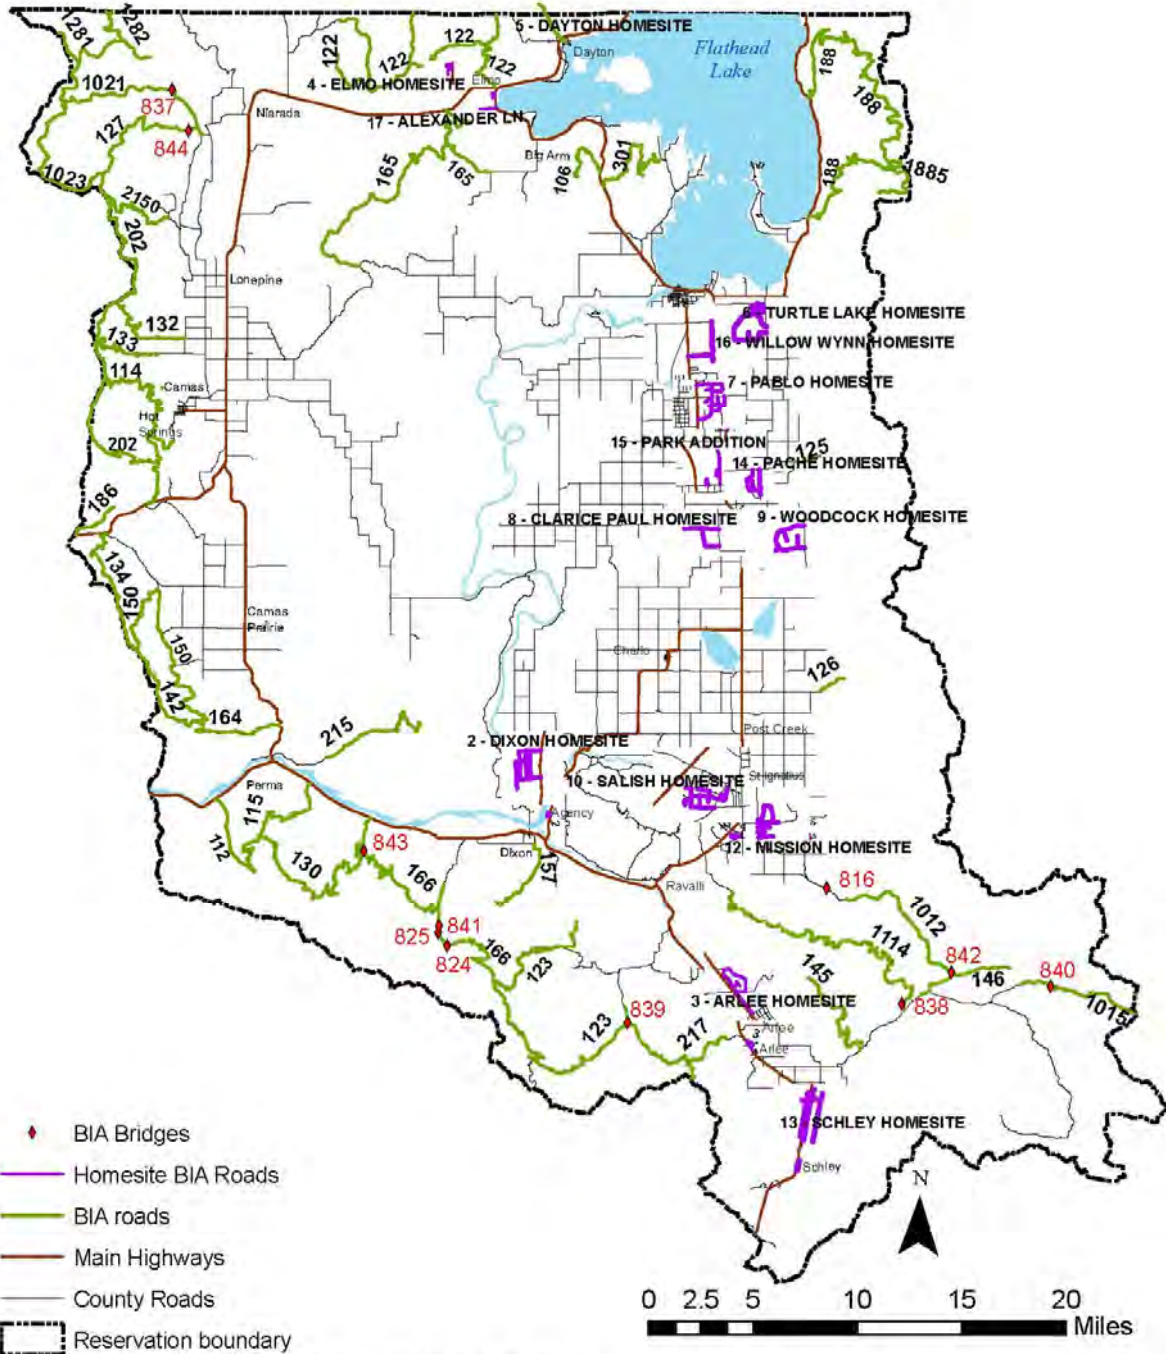 5 - DAYTON HOMESITE
1281
1282
122
122
122
122
Dayton
Flathead
Lake
188
188
1021
4 - ELMO HOMESITE
Elmo
837
Niarada
17 - ALEXANDER LN
127
844
Big Arm
301
165
165
106
188
1885
1023
2150
202
Lonepine
132
133
6 - TURTLE LAKE HOMESITE
16 - WILLOW WYNN HOMESITE
114
Camas
7 - PABLO HOMESITE
Hot
Springs
202
15 - PARK ADDITION
125
14 - PACHE HOMESITE
186
8 - CLARICE PAUL HOMESITE
9 - WOODCOCK HOMESITE
134
150
Camas
Prairie
150
Charlo
126
142
164
215
Post Creek
2 - DIXON HOMESITE
10 - SALISH HOMESITE
St Ignatius
Perma
115
Agency
112
843
Dixon
157
12 - MISSION HOMESITE
130
166
Ravalli
816
1012
841
825
824
166
123
1114
842
145
146
840
3 - ARLEE HOMESITE
838
1015
839
123
217
Arlee
Arlee
13 - SCHLEY HOMESITE
Schley
BIA Bridges
Homesite BIA Roads
BIA roads
Main Highways
County Roads
Reservation boundary
N
0 2.5 5 10 15 20
Miles